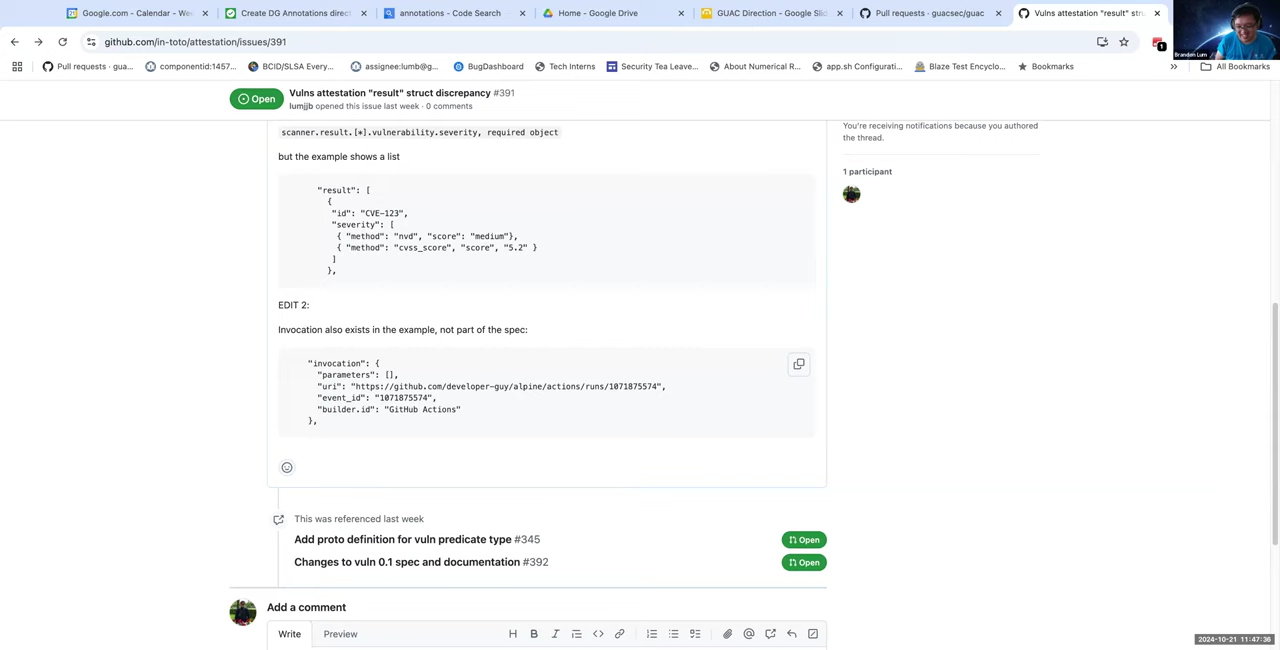 Google.com - Calendar - We
Create DG Annotations direct
annotations - Code Search
Home - Google Drive
GUAC Direction - Google Slid
Pull requests · guacsec/guac
Vulns attestation "result" stru
github.com/in-toto/attestation/issues/391
1
Brandon Lum
Pull requests · gua...
componentid:1457...
BCID/SLSA Every...
assignee:lumb@g...
Tech Interns
Security Tea Leave...
About Numerical R...
app.sh Configurati...
Blaze Test Encyclo...
Bookmarks
»
All Bookmarks
Open
Vulns attestation "result" struct discrepancy #391
lumjjb opened this issue last week · 0 comments
scanner.result.[*].vulnerability.severity, required object
You're receiving notifications because you authored
the thread.
but the example shows a list
1 participant
"result": [
{
"id": "CVE-123",
"severity": [
{ "method": "nvd", "score": "medium"},
{ "method": "cvss_score", "score", "5.2" }
]
},
EDIT 2:
Invocation also exists in the example, not part of the spec:
"invocation": {
"parameters": [],
"uri": "https://github.com/developer-guy/alpine/actions/runs/1071875574",
"event_id": "1071875574",
"builder.id": "GitHub Actions"
},
This was referenced last week
Add proto definition for vuln predicate type #345
Open
Changes to vuln 0.1 spec and documentation #392
Open
Add a comment
Write
Preview
2024-10-21 11:47:36